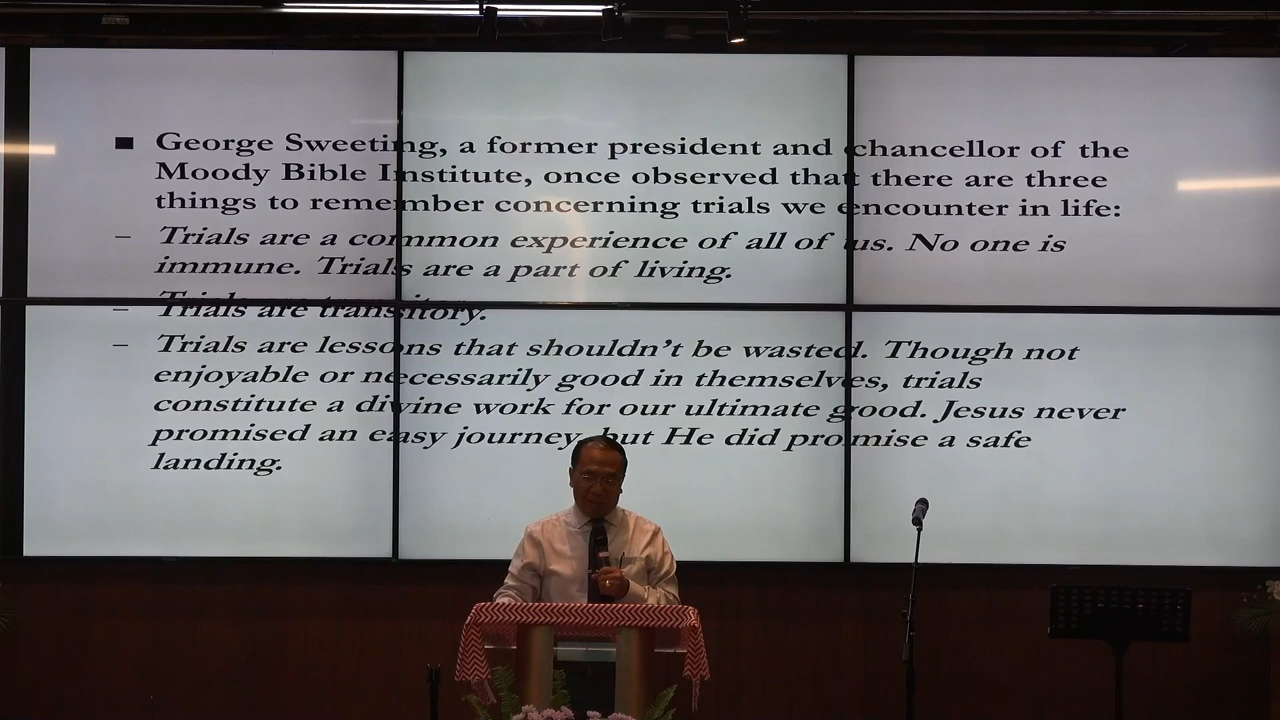 ■ George Sweeting, a former president and chancellor of the
Moody Bible Institute, once observed that there are three
things to remember concerning trials we encounter in life:
– Trials are a common experience of all of us. No one is
immune. Trials are a part of living.
– Trials are transitory.
– Trials are lessons that shouldn't be wasted. Though not
enjoyable or necessarily good in themselves, trials
constitute a divine work for our ultimate good. Jesus never
promised an easy journey, but He did promise a safe
landing.